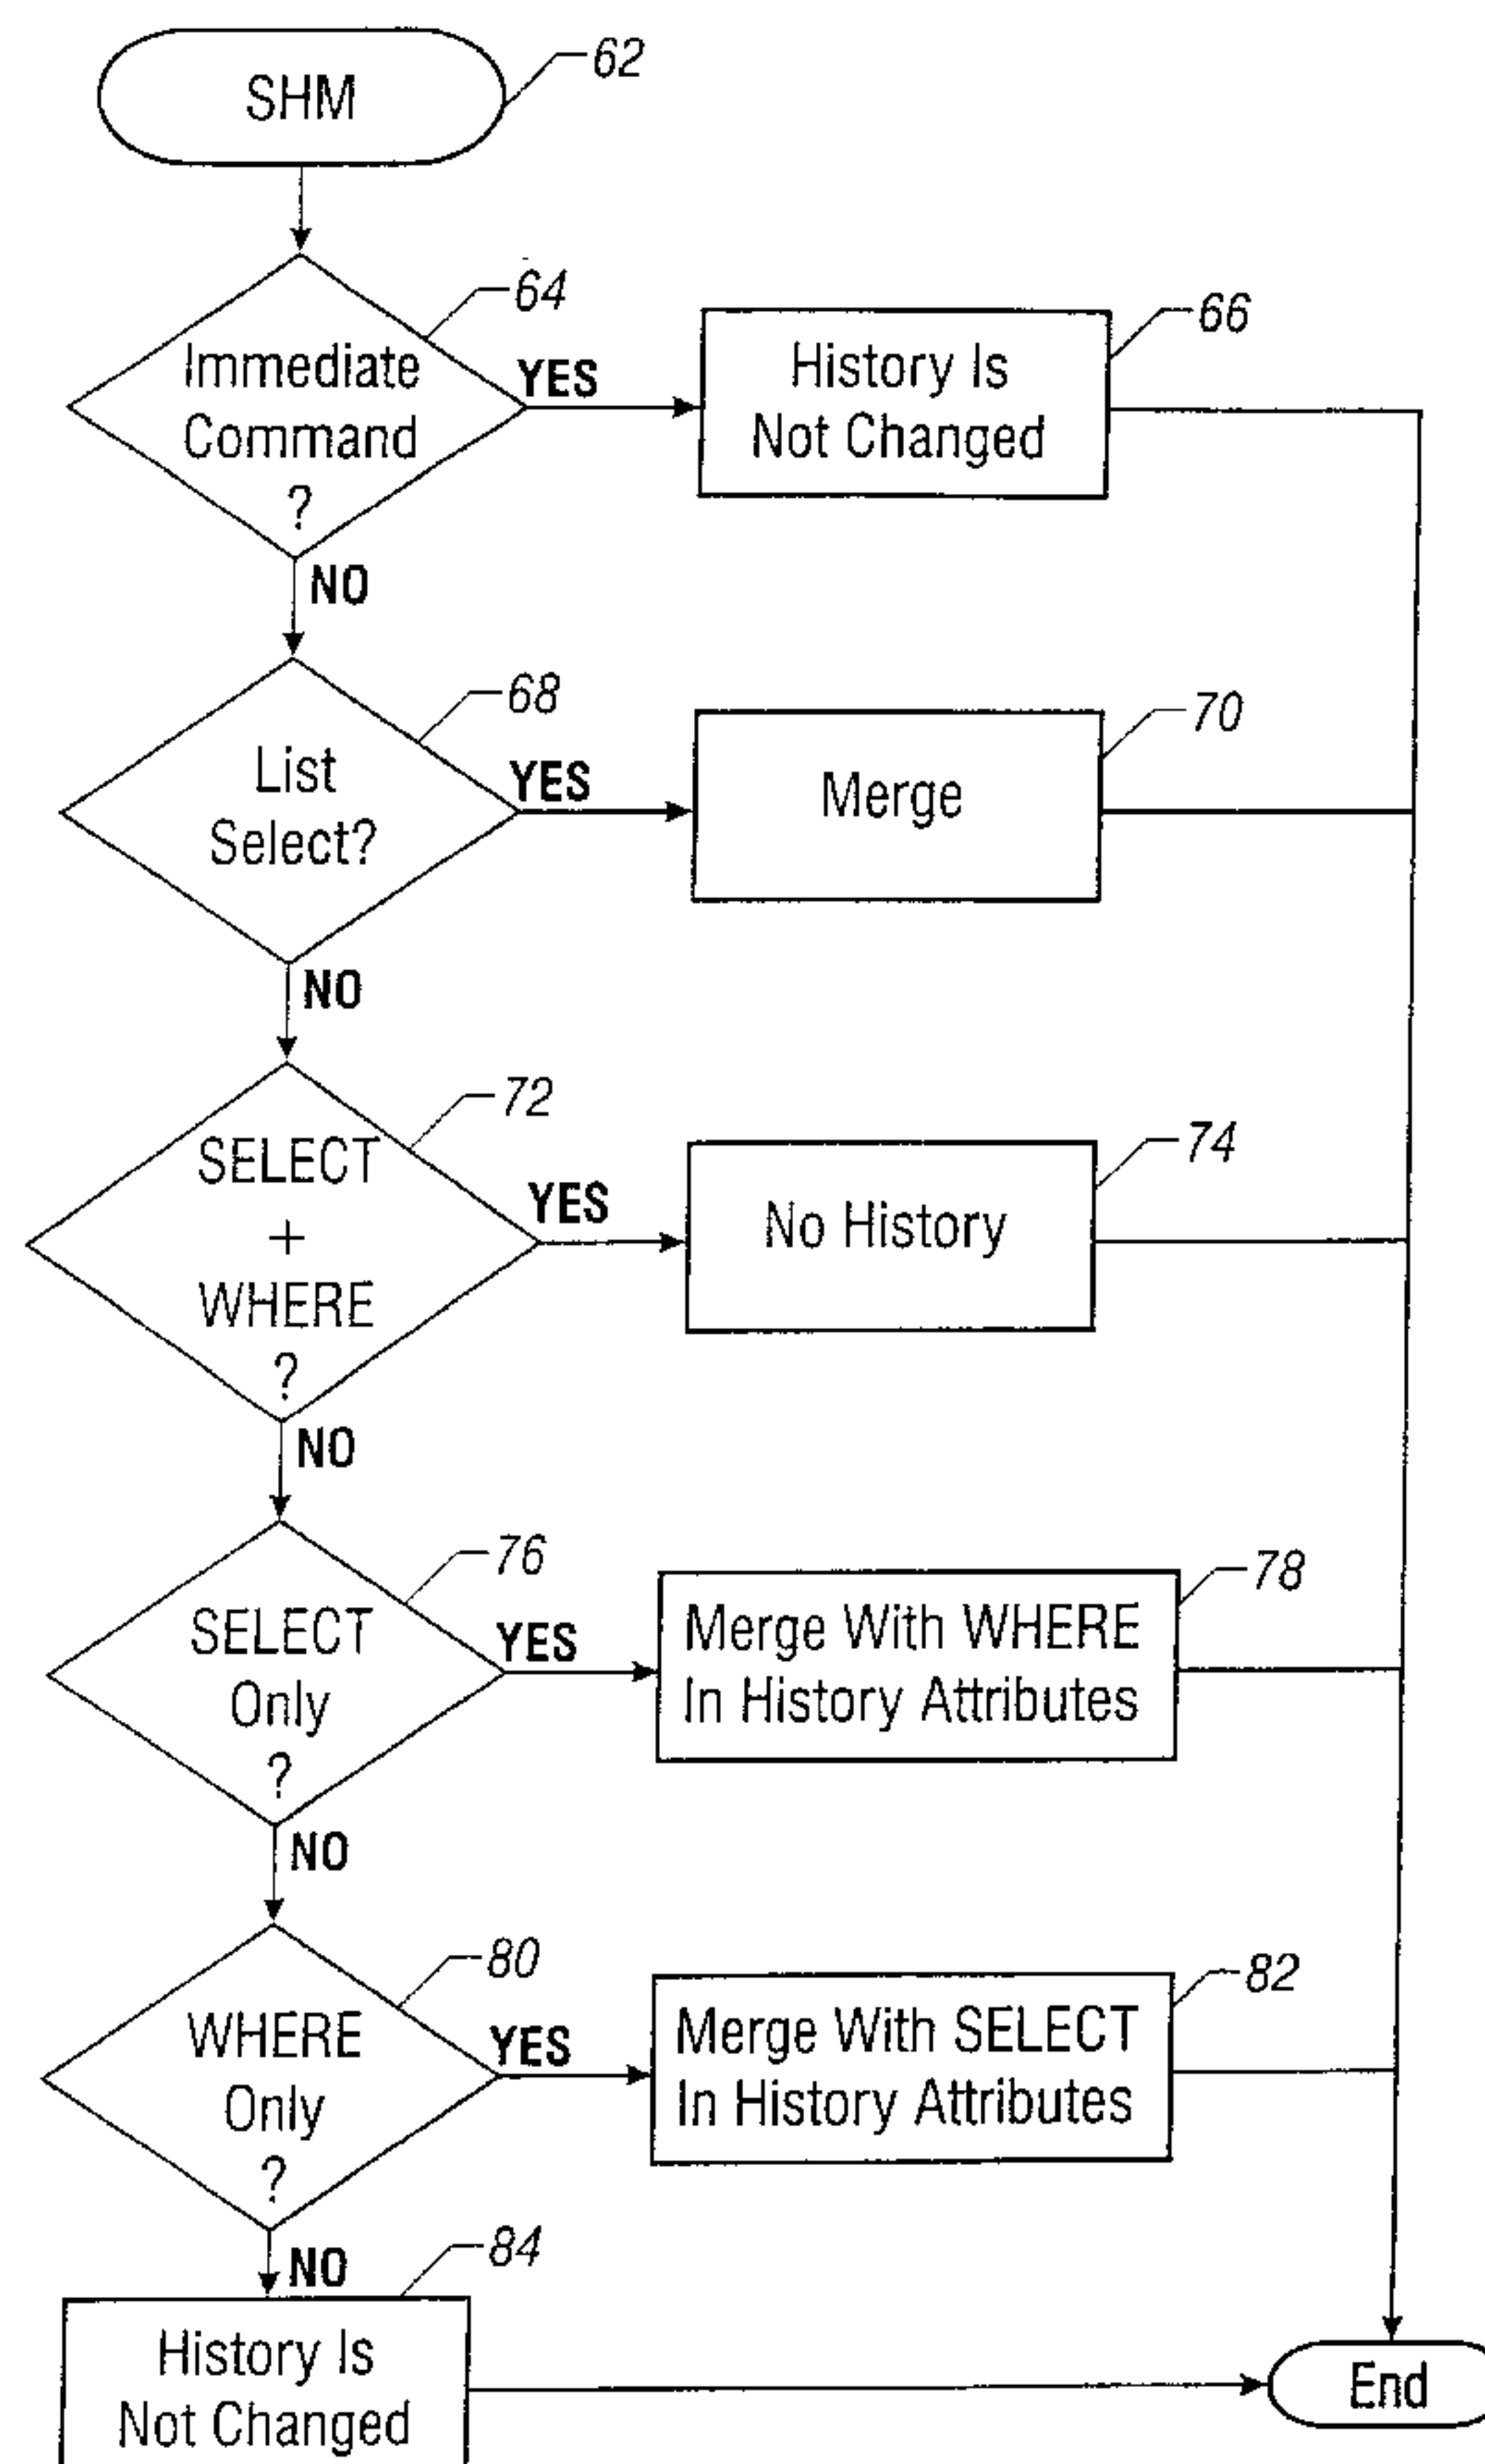 SHM
62
Immediate
Command
?
64
YES
History Is
Not Changed
66
NO
List
Select?
68
YES
Merge
70
NO
SELECT
+
WHERE
?
72
YES
No History
74
NO
SELECT
Only
?
76
YES
Merge With WHERE
In History Attributes
78
NO
WHERE
Only
?
80
YES
Merge With SELECT
In History Attributes
82
NO
84
History Is
Not Changed
End